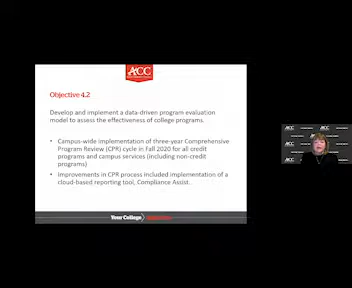 ACC
Objective 4.2
Develop and implement a data-driven program evaluation
model to assess the effectiveness of college programs.
• Campus-wide implementation of three-year Comprehensive
Program Review (CPR) cycle in Fall 2020 for all credit
programs and campus services (including non-credit
programs)
• Improvements in CPR process included implementation of a
cloud-based reporting tool, Compliance Assist.
Your College
ACC
ACC